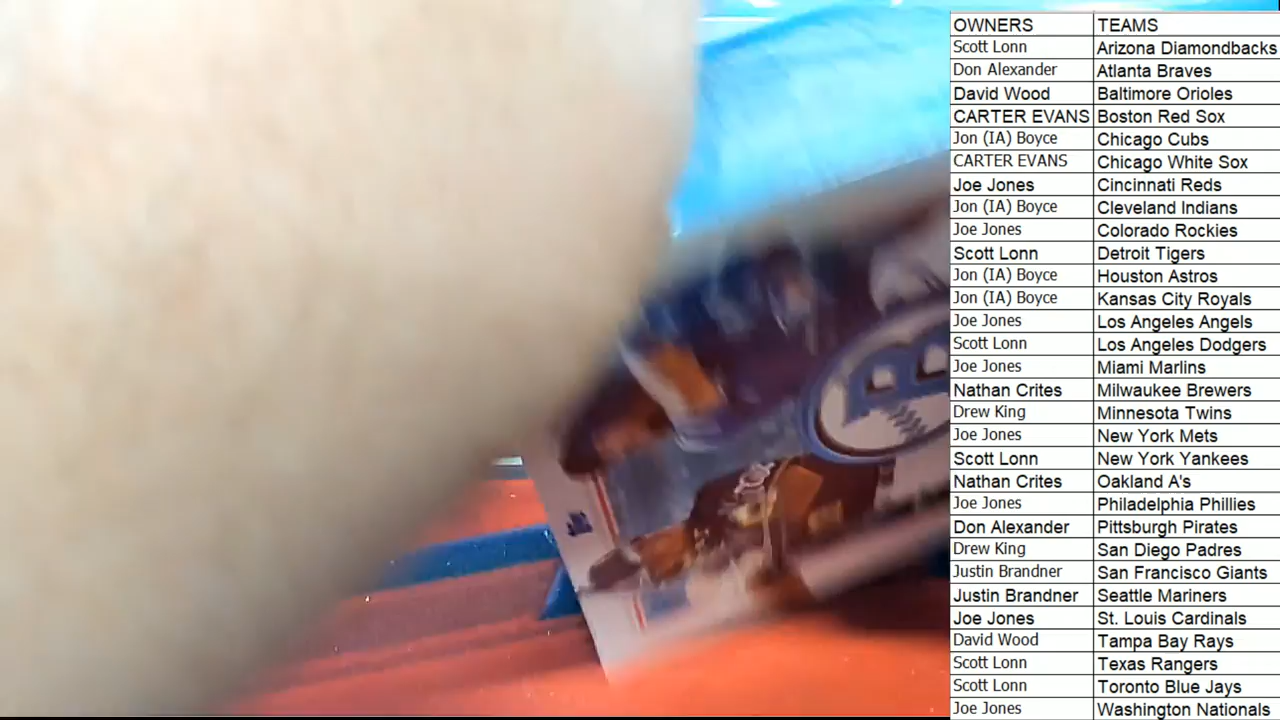 OWNERS TEAMS
Scott Lonn Arizona Diamondbacks
Don Alexander Atlanta Braves
David Wood Baltimore Orioles
CARTER EVANS Boston Red Sox
Jon (IA) Boyce Chicago Cubs
CARTER EVANS Chicago White Sox
Joe Jones Cincinnati Reds
Jon (IA) Boyce Cleveland Indians
Joe Jones Colorado Rockies
Scott Lonn Detroit Tigers
Jon (IA) Boyce Houston Astros
Jon (IA) Boyce Kansas City Royals
Joe Jones Los Angeles Angels
Scott Lonn Los Angeles Dodgers
Joe Jones Miami Marlins
Nathan Crites Milwaukee Brewers
Drew King Minnesota Twins
Joe Jones New York Mets
Scott Lonn New York Yankees
Nathan Crites Oakland A's
Joe Jones Philadelphia Phillies
Don Alexander Pittsburgh Pirates
Drew King San Diego Padres
Justin Brandner San Francisco Giants
Justin Brandner Seattle Mariners
Joe Jones St. Louis Cardinals
David Wood Tampa Bay Rays
Scott Lonn Texas Rangers
Scott Lonn Toronto Blue Jays
Joe Jones Washington Nationals